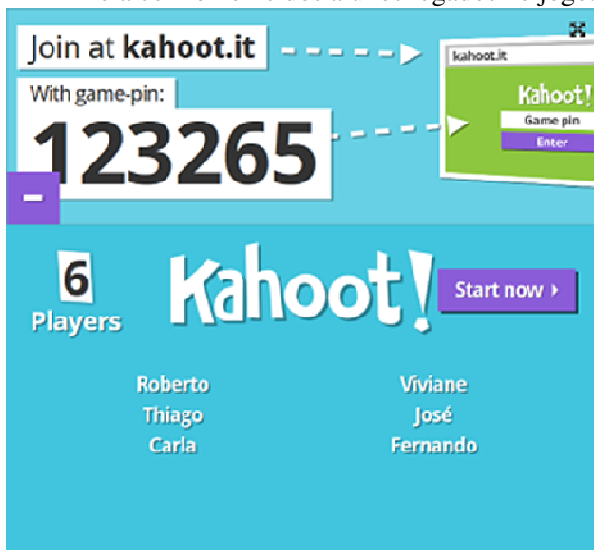 Join at kahoot.it
kahoot.it
With game-pin:
Kahoot!
Game pin
123265
Enter
6
Players
Kahoot!
Start now
Roberto
Viviane
Thiago
José
Carla
Fernando